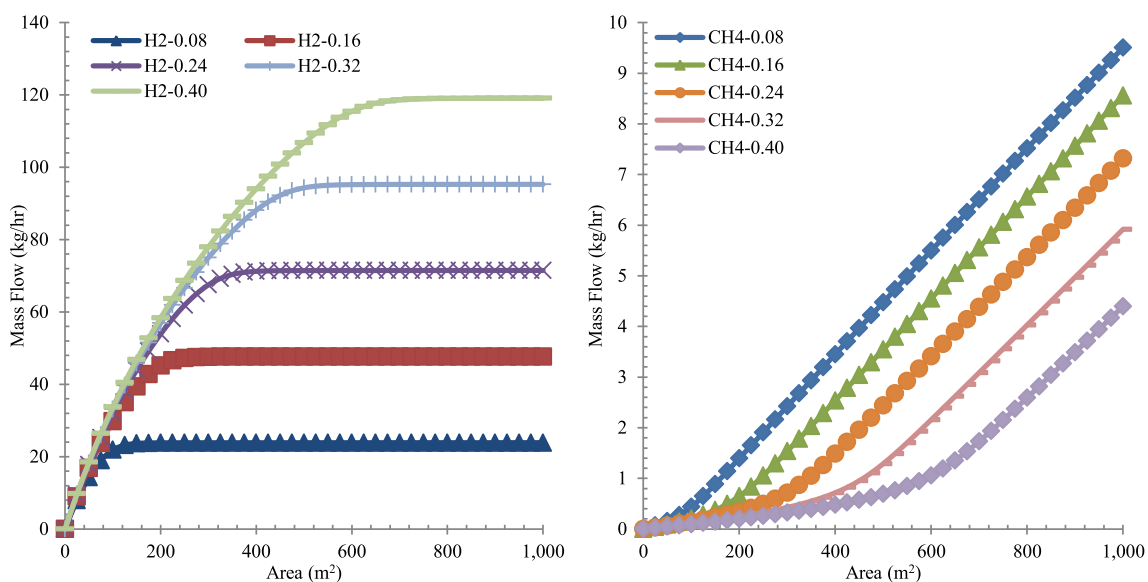 140
120
100
80
60
40
20
0
Mass Flow (kg/hr)
H2-0.08
H2-0.16
H2-0.24
H2-0.32
H2-0.40
0
200
400
600
800
1,000
Area (m²)
10
9
8
7
6
5
4
3
2
1
0
Mass Flow (kg/hr)
CH4-0.08
CH4-0.16
CH4-0.24
CH4-0.32
CH4-0.40
0
200
400
600
800
1,000
Area (m²)